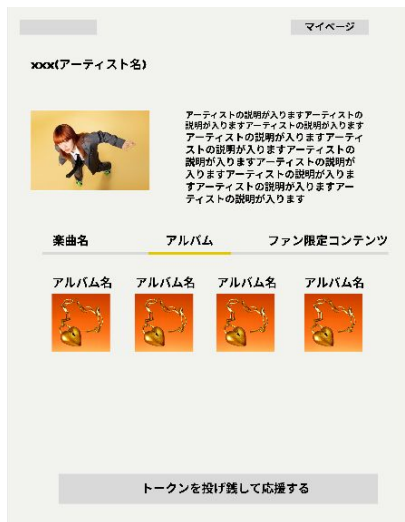 マイページ
xxx(アーティスト名)
アーティストの説明が入りますアーティストの
説明が入りますアーティストの説明が入ります
アーティストの説明が入りますアーティ
ストの説明が入りますアーティストの
説明が入りますアーティストの説明が
入りますアーティストの説明が入りま
すアーティストの説明が入りますアー
ティストの説明が入ります
楽曲名 アルバム ファン限定コンテンツ
アルバム名 アルバム名 アルバム名 アルバム名
トークンを投げ銭して応援する